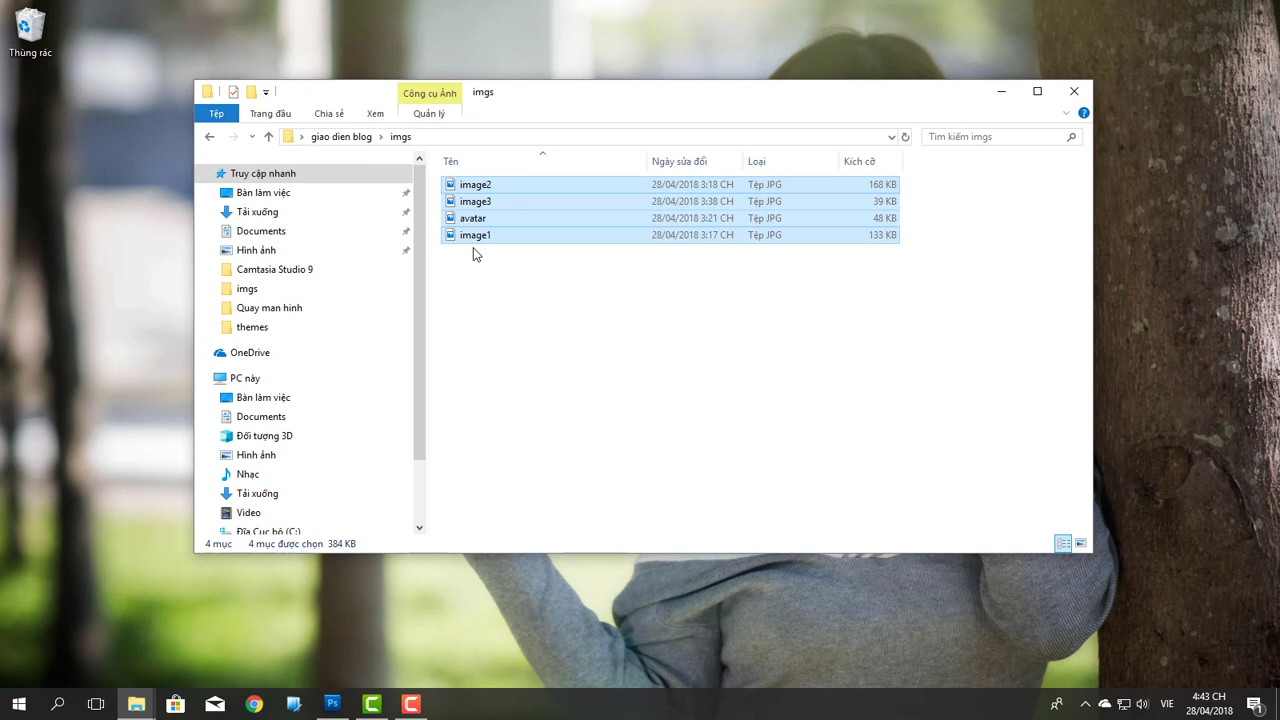 Thùng rác
Công cụ Ảnh
imgs
Tệp
Trang đầu
Chia sẻ
Xem
Quản lý
giao dien blog
imgs
Tìm kiếm imgs
Tên
Ngày sửa đổi
Loại
Kích cỡ
image2 28/04/2018 3:18 CH Tệp JPG 168 KB
image3 28/04/2018 3:38 CH Tệp JPG 39 KB
avatar 28/04/2018 3:21 CH Tệp JPG 48 KB
image1 28/04/2018 3:17 CH Tệp JPG 133 KB
Truy cập nhanh
Bàn làm việc
Tải xuống
Documents
Hình ảnh
Camtasia Studio 9
imgs
Quay man hinh
themes
OneDrive
PC này
Bàn làm việc
Documents
Đối tượng 3D
Hình ảnh
Nhạc
Tải xuống
Video
Đĩa Cục bộ (C:)
4 mục
4 mục được chọn 384 KB
Ps
VIE
4:43 CH
28/04/2018
1